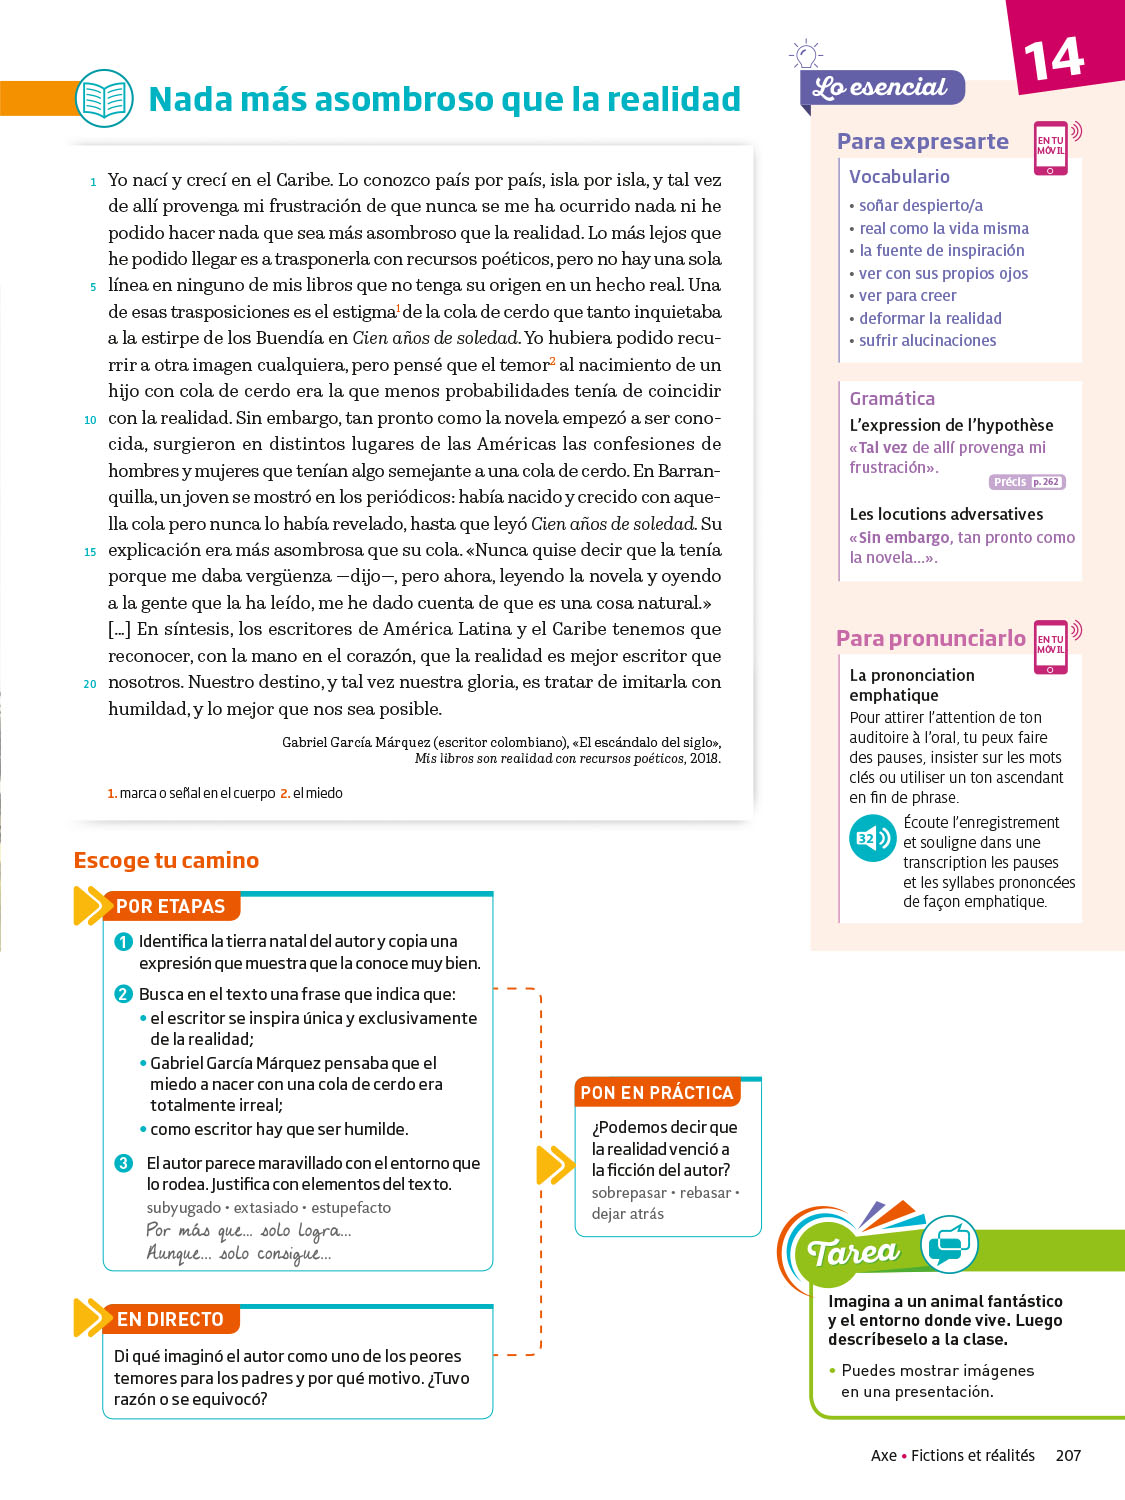 14
Nada más asombroso que la realidad
1 Yo nací y crecí en el Caribe. Lo conozco país por país, isla por isla, y tal vez
de allí provenga mi frustración de que nunca se me ha ocurrido nada ni he
podido hacer nada que sea más asombroso que la realidad. Lo más lejos que
he podido llegar es a trasponerla con recursos poéticos, pero no hay una sola
5 línea en ninguno de mis libros que no tenga su origen en un hecho real. Una
de esas trasposiciones es el estigma1 de la cola de cerdo que tanto inquietaba
a la estirpe de los Buendía en Cien años de soledad. Yo hubiera podido recu-
rrir a otra imagen cualquiera, pero pensé que el temor2 al nacimiento de un
hijo con cola de cerdo era la que menos probabilidades tenía de coincidir
10 con la realidad. Sin embargo, tan pronto como la novela empezó a ser cono-
cida, surgieron en distintos lugares de las Américas las confesiones de
hombres y mujeres que tenían algo semejante a una cola de cerdo. En Barran-
quilla, un joven se mostró en los periódicos: había nacido y crecido con aque-
lla cola pero nunca lo había revelado, hasta que leyó Cien años de soledad. Su
15 explicación era más asombrosa que su cola. «Nunca quise decir que la tenía
porque me daba vergüenza —dijo—, pero ahora, leyendo la novela y oyendo
a la gente que la ha leído, me he dado cuenta de que es una cosa natural.»
[...] En síntesis, los escritores de América Latina y el Caribe tenemos que
reconocer, con la mano en el corazón, que la realidad es mejor escritor que
20 nosotros. Nuestro destino, y tal vez nuestra gloria, es tratar de imitarla con
humildad, y lo mejor que nos sea posible.
Gabriel García Márquez (escritor colombiano), «El escándalo del siglo»,
Mis libros son realidad con recursos poéticos, 2018.
1. marca o señal en el cuerpo 2. el miedo
Escoge tu camino
POR ETAPAS
1 Identifica la tierra natal del autor y copia una
expresión que muestra que la conoce muy bien.
2 Busca en el texto una frase que indica que:
• el escritor se inspira única y exclusivamente
de la realidad;
• Gabriel García Márquez pensaba que el
miedo a nacer con una cola de cerdo era
totalmente irreal;
• como escritor hay que ser humilde.
3 El autor parece maravillado con el entorno que
lo rodea. Justifica con elementos del texto.
subyugado • extasiado • estupefacto
Por más que... solo logra...
Aunque... solo consigue...
EN DIRECTO
Di qué imaginó el autor como uno de los peores
temores para los padres y por qué motivo. ¿Tuvo
razón o se equivocó?
PON EN PRÁCTICA
¿Podemos decir que
la realidad venció a
la ficción del autor?
sobrepasar • rebasar •
dejar atrás
Lo esencial
Para expresarte
EN TU
MÓVIL
Vocabulario
• soñar despierto/a
• real como la vida misma
• la fuente de inspiración
• ver con sus propios ojos
• ver para creer
• deformar la realidad
• sufrir alucinaciones
Gramática
L'expression de l'hypothèse
«Tal vez de allí provenga mi
frustración».
Précis p. 262
Les locutions adversatives
«Sin embargo, tan pronto como
la novela...».
Para pronunciarlo
EN TU
MÓVIL
La prononciation
emphatique
Pour attirer l'attention de ton
auditoire à l'oral, tu peux faire
des pauses, insister sur les mots
clés ou utiliser un ton ascendant
en fin de phrase.
32
Écoute l'enregistrement
et souligne dans une
transcription les pauses
et les syllabes prononcées
de façon emphatique.
Tarea
Imagina a un animal fantástico
y el entorno donde vive. Luego
descríbeselo a la clase.
• Puedes mostrar imágenes
en una presentación.
Axe • Fictions et réalités 207